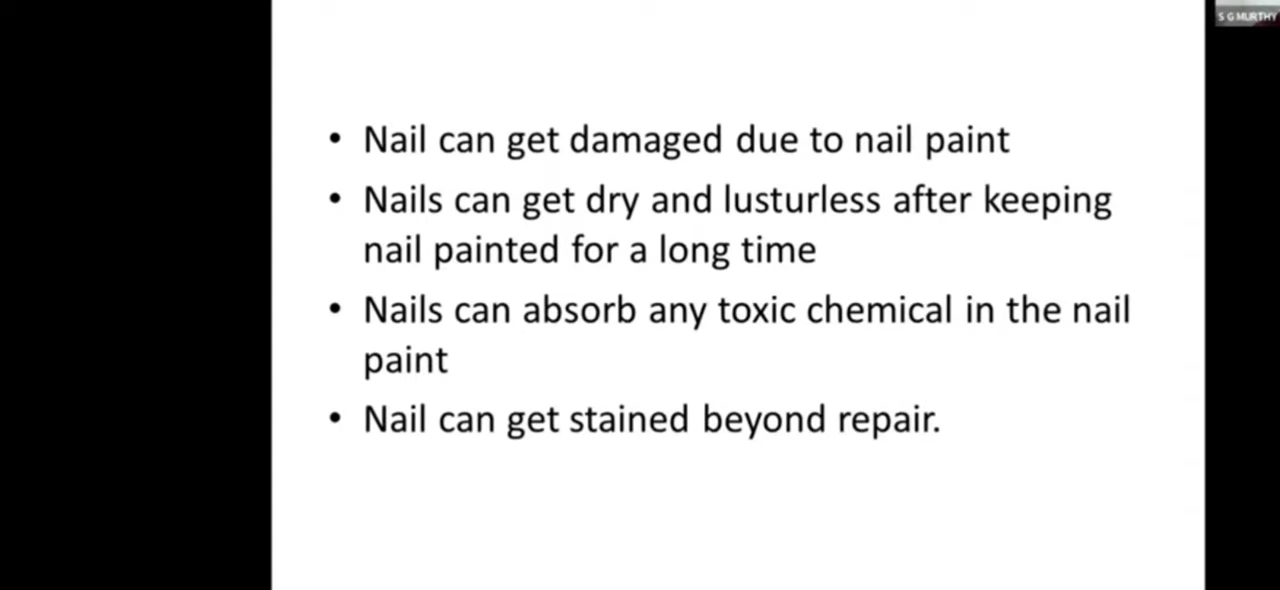 S G MURTHY
• Nail can get damaged due to nail paint
• Nails can get dry and lusturless after keeping
nail painted for a long time
• Nails can absorb any toxic chemical in the nail
paint
• Nail can get stained beyond repair.